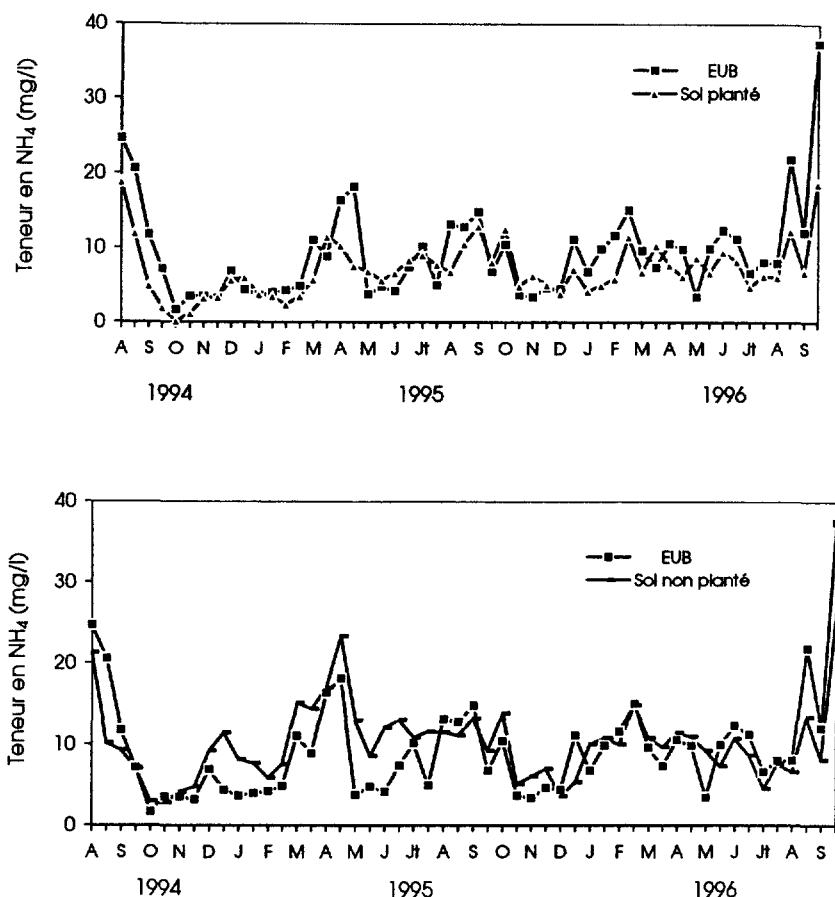 40
30
20
10
0
Teneur en NH₄ (mg/l)
EUB
Sol planté
A S O N D J F M A M J Jt A S O N D J F M A M J Jt A S
1994 1995 1996
40
30
20
10
0
Teneur en NH₄ (mg/l)
EUB
Sol non planté
A S O N D J F M A M J Jt A S O N D J F M A M J Jt A S
1994 1995 1996